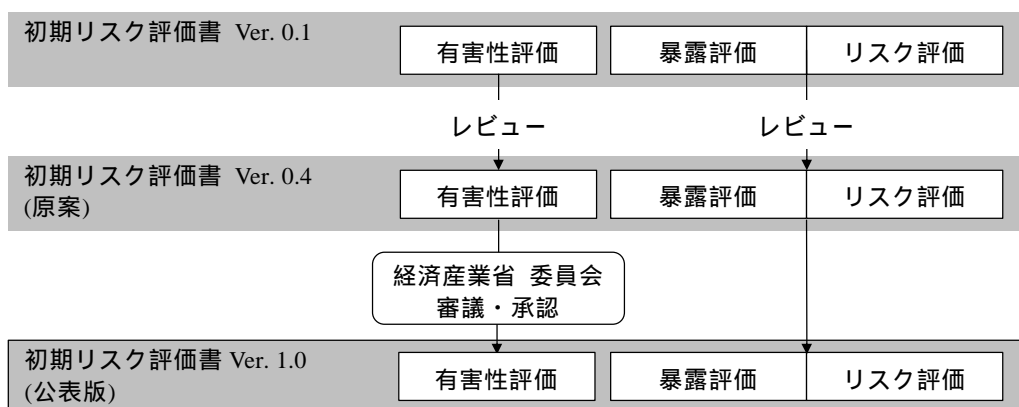 初期リスク評価書 Ver. 0.1
有害性評価
暴露評価
リスク評価
レビュー
レビュー
初期リスク評価書 Ver. 0.4
(原案)
有害性評価
暴露評価
リスク評価
経済産業省 委員会
審議・承認
初期リスク評価書 Ver. 1.0
(公表版)
有害性評価
暴露評価
リスク評価